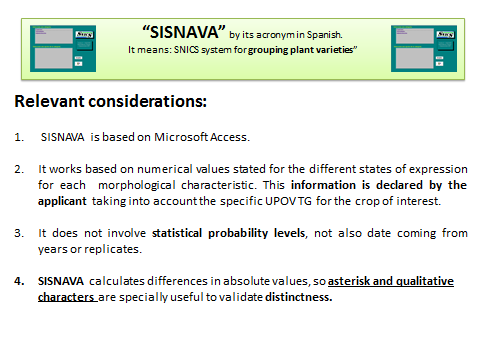 “SISNAVA” by its acronym in Spanish.
It means: SNICS system for grouping plant varieties”
Relevant considerations:
1. SISNAVA is based on Microsoft Access.
2. It works based on numerical values stated for the different states of expression
for each morphological characteristic. This information is declared by the
applicant taking into account the specific UPOV TG for the crop of interest.
3. It does not involve statistical probability levels, not also date coming from
years or replicates.
4. SISNAVA calculates differences in absolute values, so asterisk and qualitative
characters are specially useful to validate distinctness.